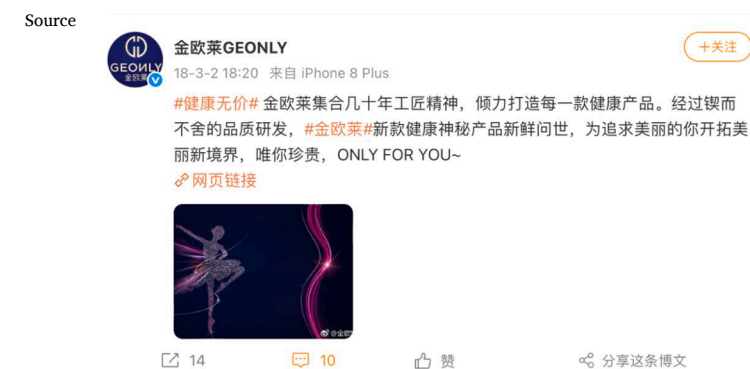 Source
金欧莱GEONLY
+关注
18-3-2 18:20 来自 iPhone 8 Plus
GEONLY
金欧莱
#健康无价# 金欧莱集合几十年工匠精神，倾力打造每一款健康产品。经过锲而
不舍的品质研发，#金欧莱#新款健康神秘产品新鲜问世，为追求美丽的你开拓美
丽新境界，唯你珍贵，ONLY FOR YOU~
网页链接
14
10
赞
分享这条博文